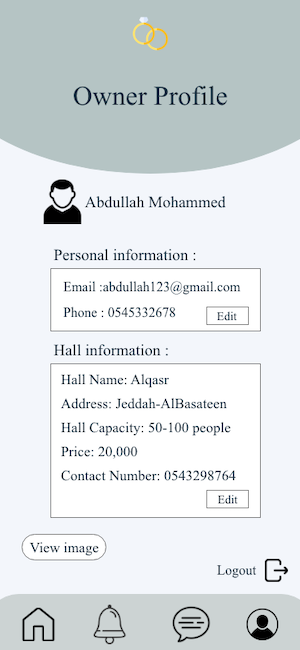 Owner Profile
Abdullah Mohammed
Personal information :
Email :abdullah123@gmail.com
Phone : 0545332678
Edit
Hall information :
Hall Name: Alqasr
Address: Jeddah-AlBasateen
Hall Capacity: 50-100 people
Price: 20,000
Contact Number: 0543298764
Edit
View image
Logout